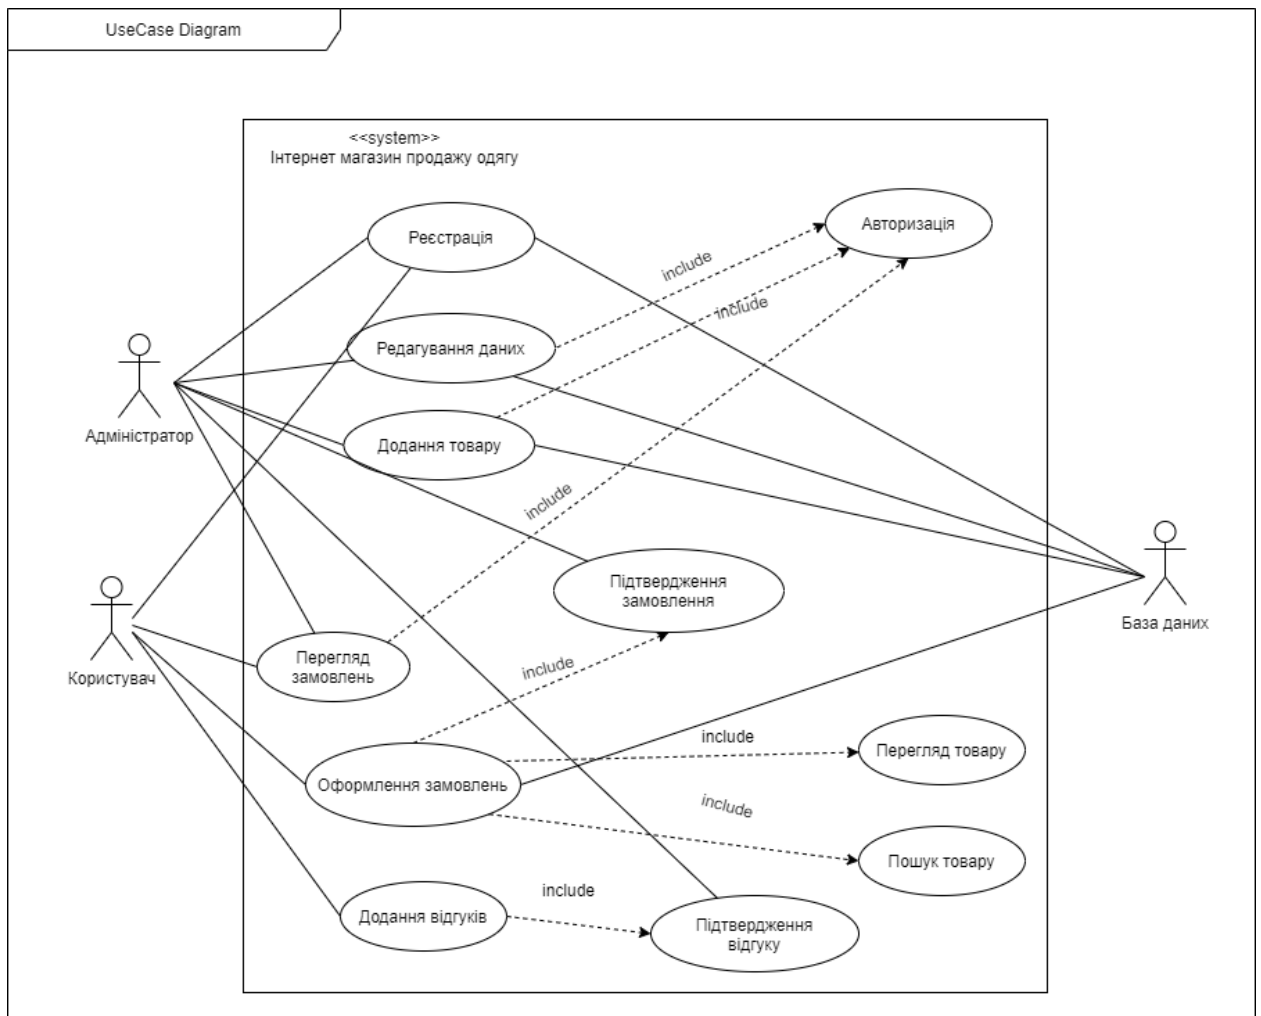 UseCase Diagram
<<system>>
Інтернет магазин продажу одягу
Реєстрація
Авторизація
include
include
Редагування даних
Адміністратор
Додання товару
include
Підтвердження
замовлення
База даних
Користувач
Перегляд
замовлень
include
include
Перегляд товару
Оформлення замовлень
include
Пошук товару
include
Додання відгуків
Підтвердження
відгуку